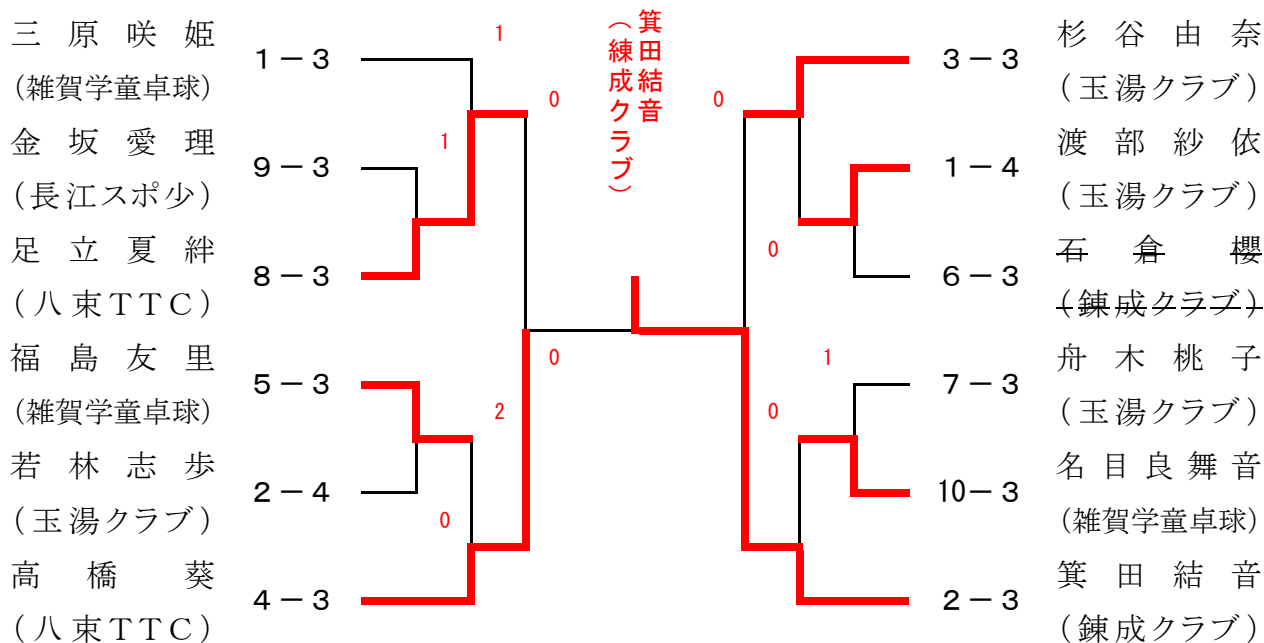 三原咲姫
(雑賀学童卓球)
1-3
金坂愛理
(長江スポ少)
9-3
足立夏絆
(八束TTC)
8-3
福島友里
(雑賀学童卓球)
5-3
若林志歩
(玉湯クラブ)
2-4
高橋葵
(八束TTC)
4-3
1
0
1
0
2
0
箕田結音
(練成クラブ)
0
0
1
0
杉谷由奈
(玉湯クラブ)
3-3
渡部紗依
(玉湯クラブ)
1-4
石倉櫻
(錬成クラブ)
6-3
舟木桃子
(玉湯クラブ)
7-3
名目良舞音
(雑賀学童卓球)
10-3
箕田結音
(錬成クラブ)
2-3